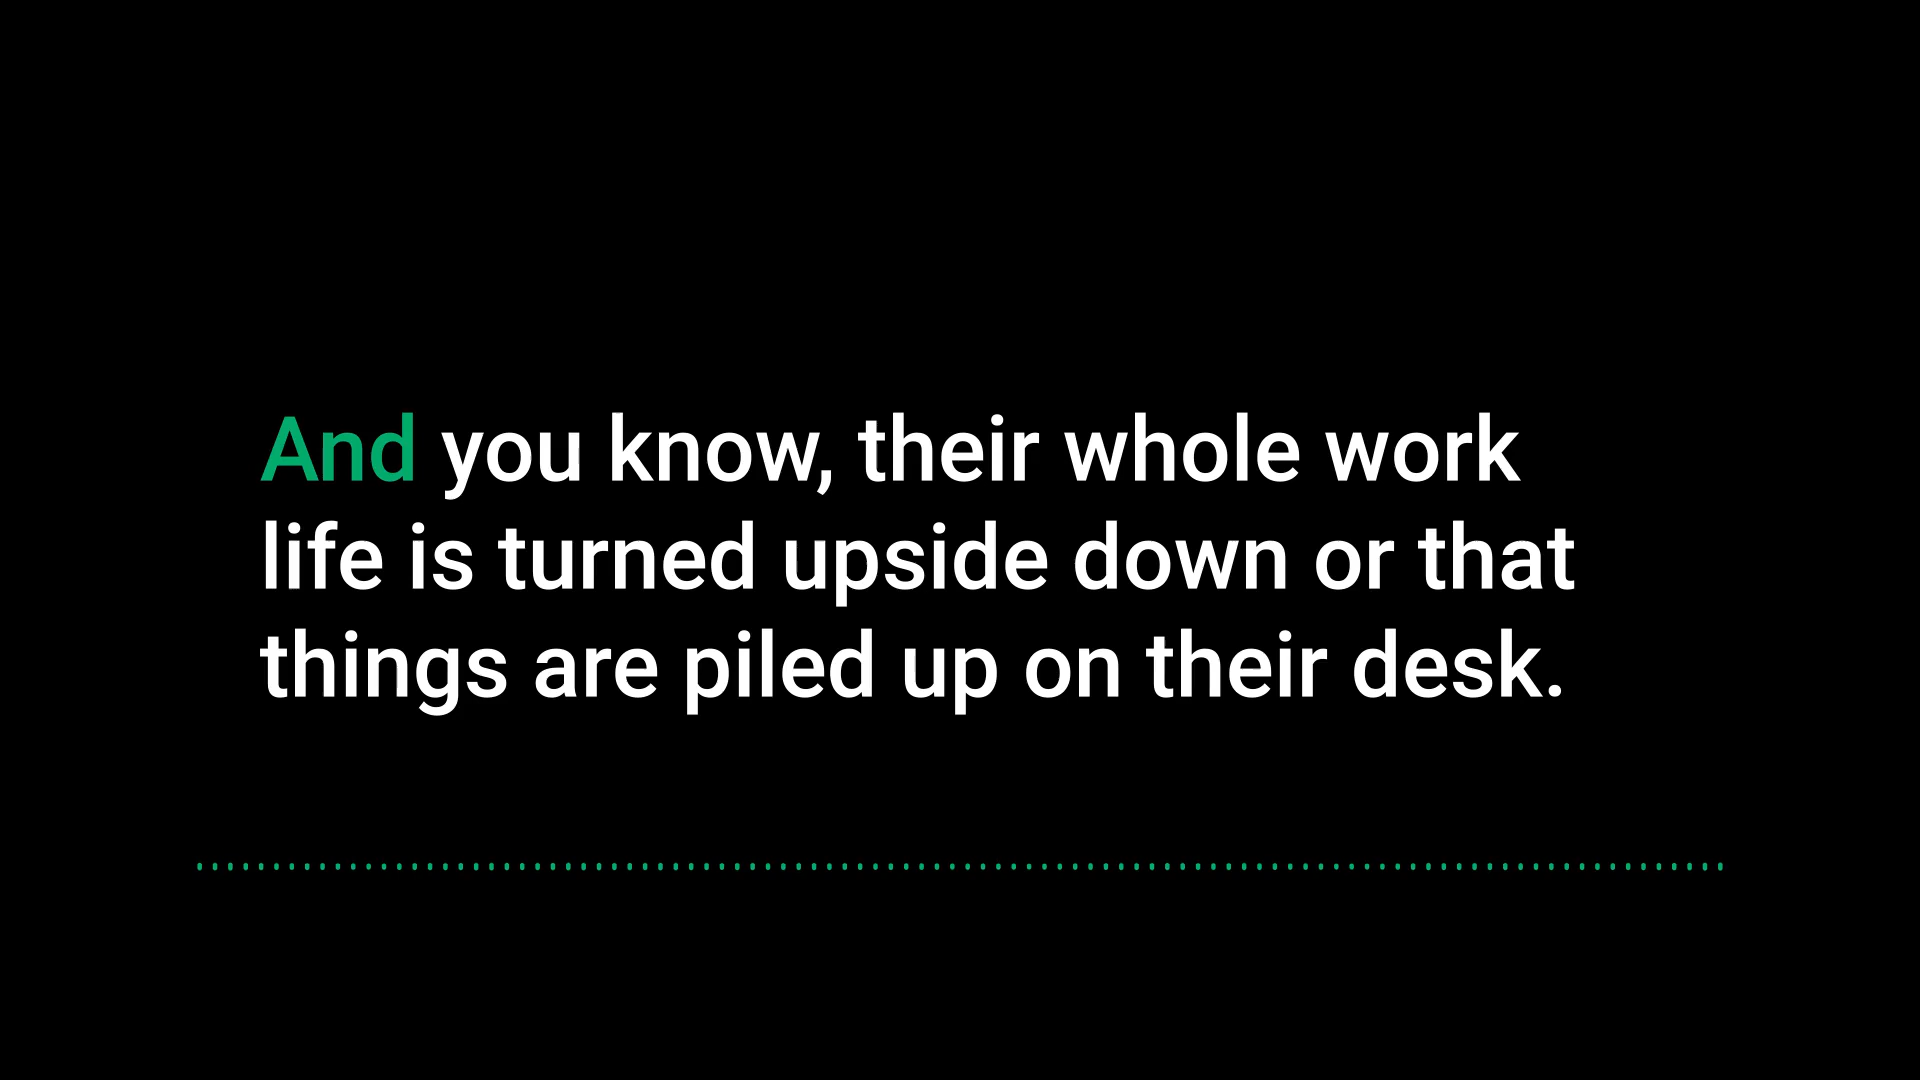 And you know, their whole work
life is turned upside down or that
things are piled up on their desk.